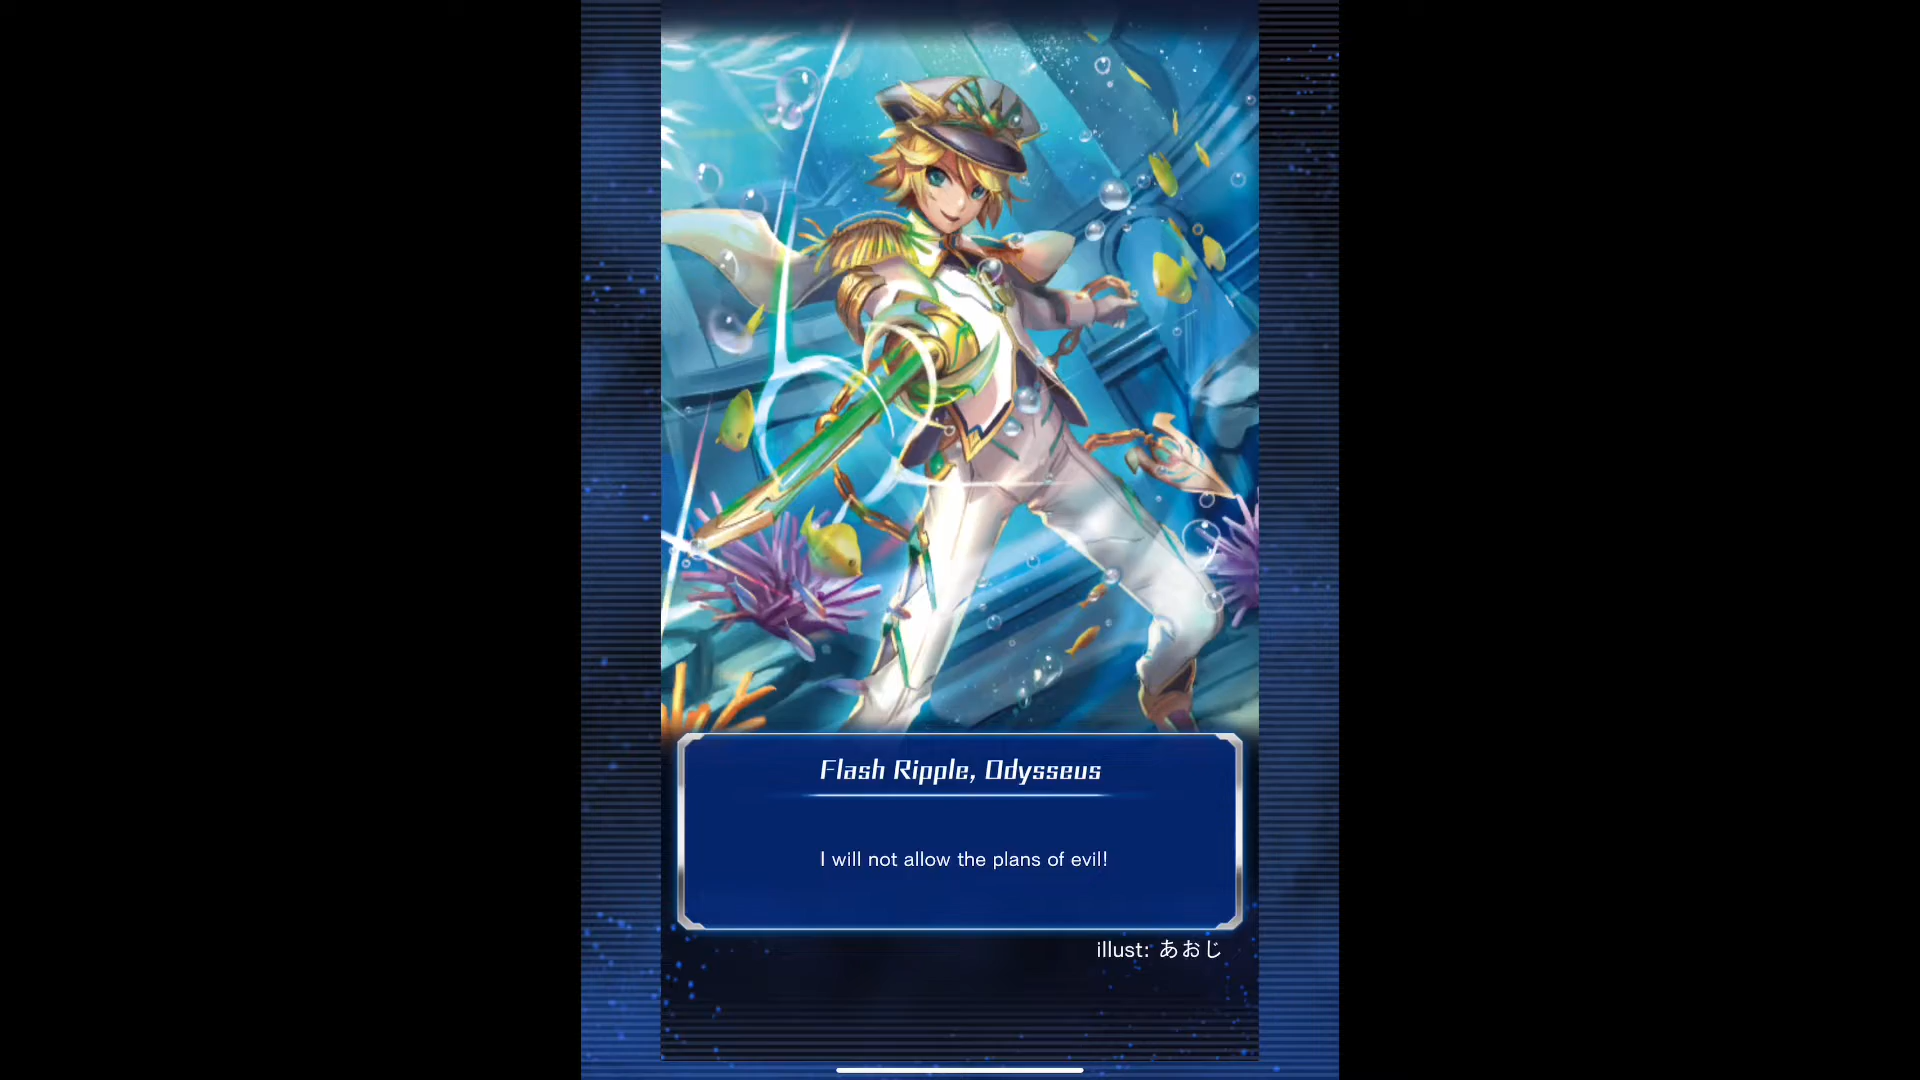 Flash Ripple, Odysseus
I will not allow the plans of evil!
illust: あおじ